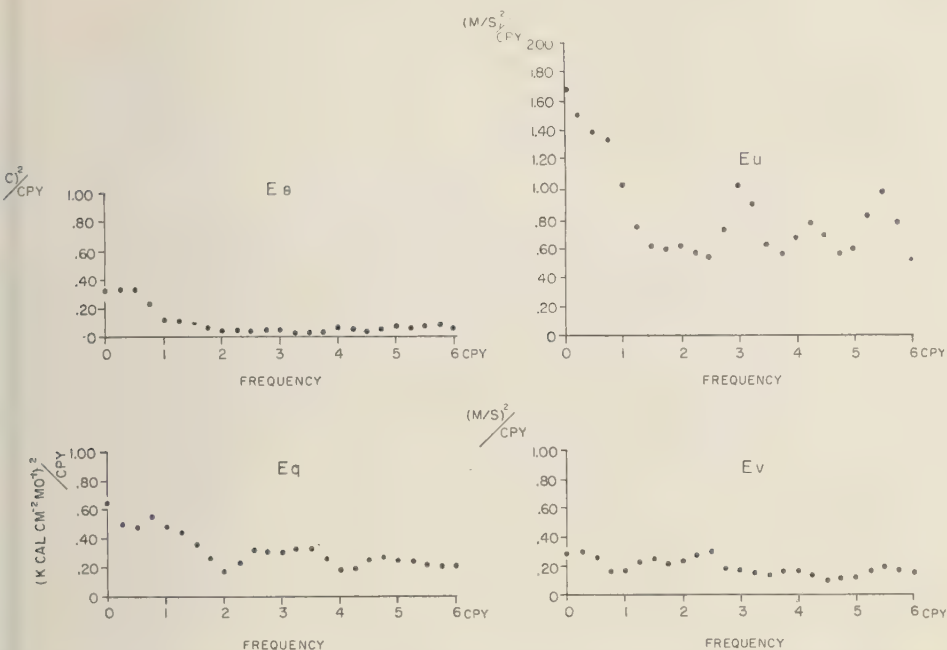 C)²/CPY
1.00
.80
.60
.40
.20
.0
Eθ
0 1 2 3 4 5 6 CPY
FREQUENCY
(M/S)²/CPY
2.00
1.80
1.60
1.40
1.20
1.00
.80
.60
.40
.20
0
Eu
0 1 2 3 4 5 6 CPY
FREQUENCY
(K CAL CM⁻² MO⁻¹)²/CPY
1.00
.80
.60
.40
.20
0
Eq
0 1 2 3 4 5 6 CPY
FREQUENCY
(M/S)²/CPY
1.00
.80
.60
.40
.20
0
Ev
0 1 2 3 4 5 6 CPY
FREQUENCY